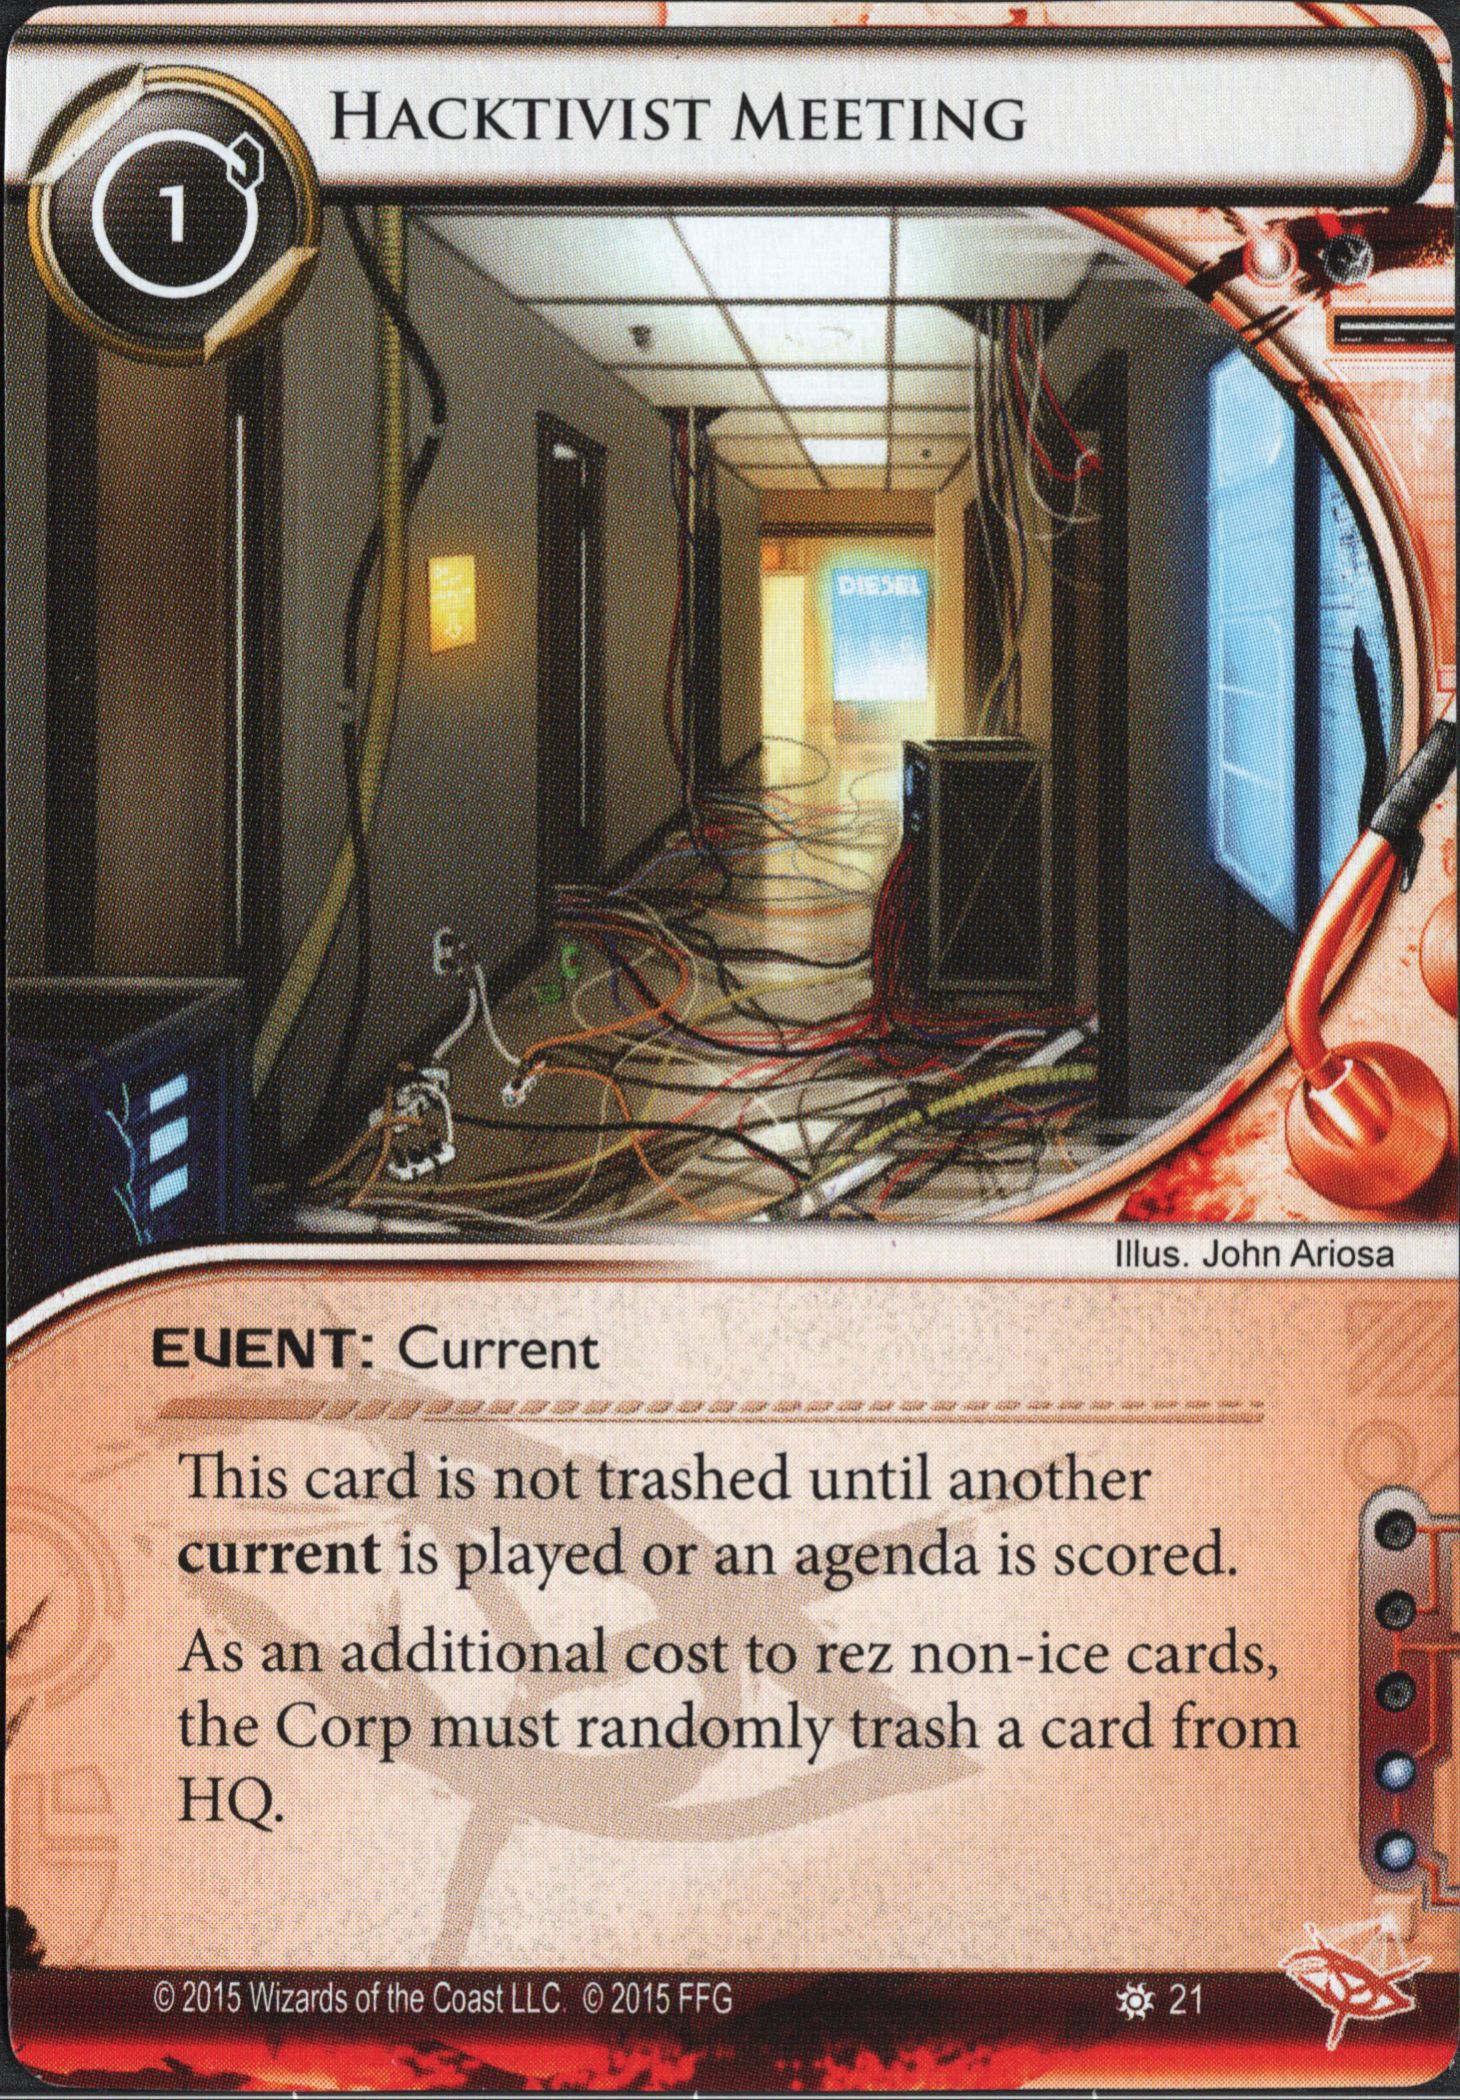 HACKTIVIST MEETING
1
DIESEL
Illus. John Ariosa
EVENT: Current
This card is not trashed until another
current is played or an agenda is scored.
As an additional cost to rez non-ice cards,
the Corp must randomly trash a card from
HQ.
© 2015 Wizards of the Coast LLC. © 2015 FFG
21